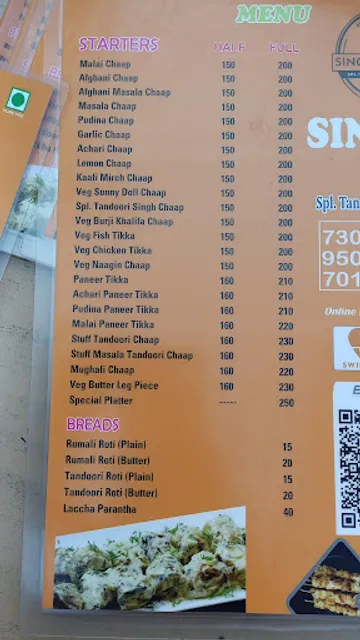 MENU
STARTERS HALF FULL
Malai Chaap 150 200
Afghani Chaap 150 200
Afghani Masala Chaap 150 200
Masala Chaap 150 200
Pudina Chaap 150 200
Garlic Chaap 150 200
Achari Chaap 150 200
Lemon Chaap 150 200
Kaali Mirch Chaap 150 200
Veg Sunny Doll Chaap 150 200
Spl. Tandoori Singh Chaap 150 200
Veg Burji Khalifa Chaap 150 200
Veg Fish Tikka 150 200
Veg Chicken Tikka 150 200
Veg Naagin Chaap 150 200
Paneer Tikka 160 210
Achari Paneer Tikka 160 210
Pudina Paneer Tikka 160 210
Malai Paneer Tikka 160 220
Stuff Tandoori Chaap 160 230
Stuff Masala Tandoori Chaap 160 230
Mughali Chaap 160 220
Veg Butter Leg Piece 160 230
Special Platter ----- 250
BREADS
Rumali Roti (Plain) 15
Rumali Roti (Butter) 20
Tandoori Roti (Plain) 15
Tandoori Roti (Butter) 20
Laccha Parantha 40
SIN
Spl. Tan
730
950
701
Online
SWI